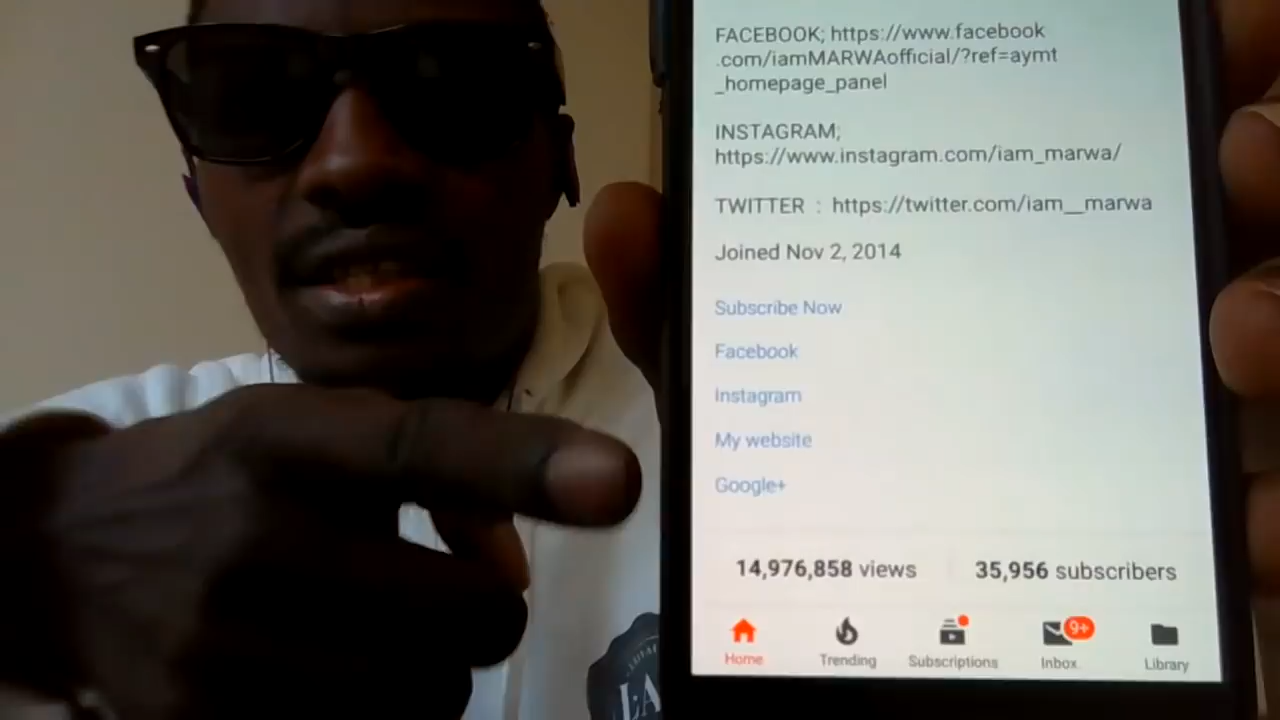 FACEBOOK; https://www.facebook
.com/iamMARWAofficial/?ref=aymt
_homepage_panel
INSTAGRAM;
https://www.instagram.com/iam_marwa/
TWITTER : https://twitter.com/iam__marwa
Joined Nov 2, 2014
Subscribe Now
Facebook
Instagram
My website
Google+
14,976,858 views 35,956 subscribers
9+
Home Trending Subscriptions Inbox Library